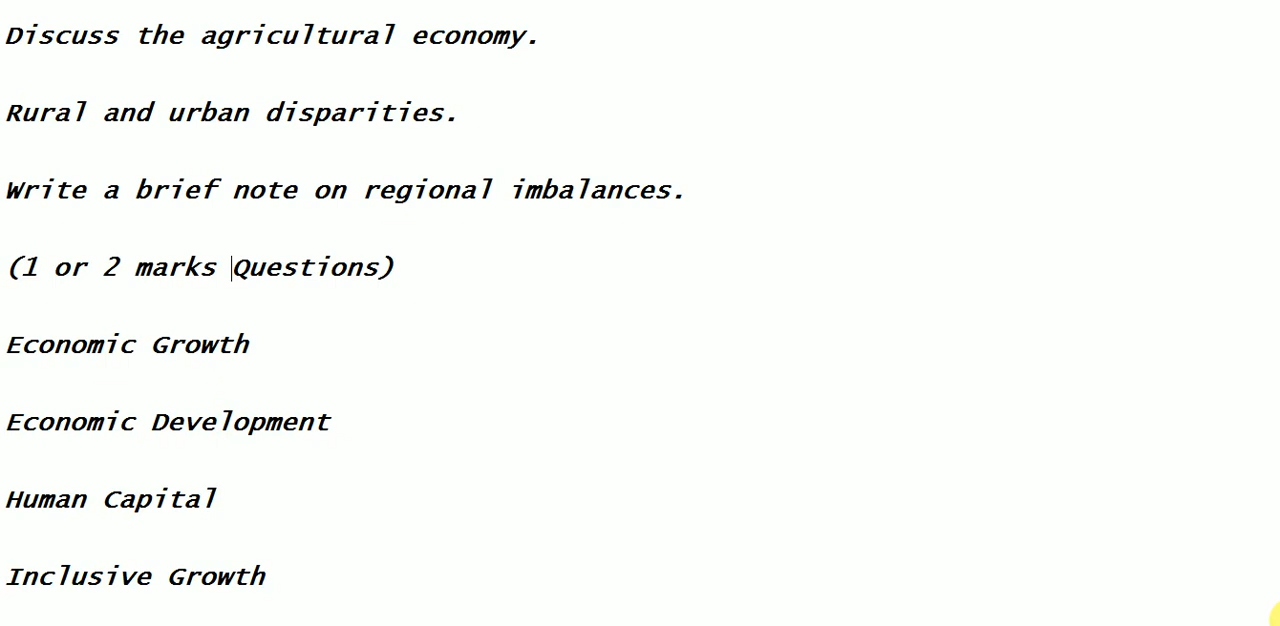 Discuss the agricultural economy.
Rural and urban disparities.
Write a brief note on regional imbalances.
(1 or 2 marks Questions)
Economic Growth
Economic Development
Human Capital
Inclusive Growth